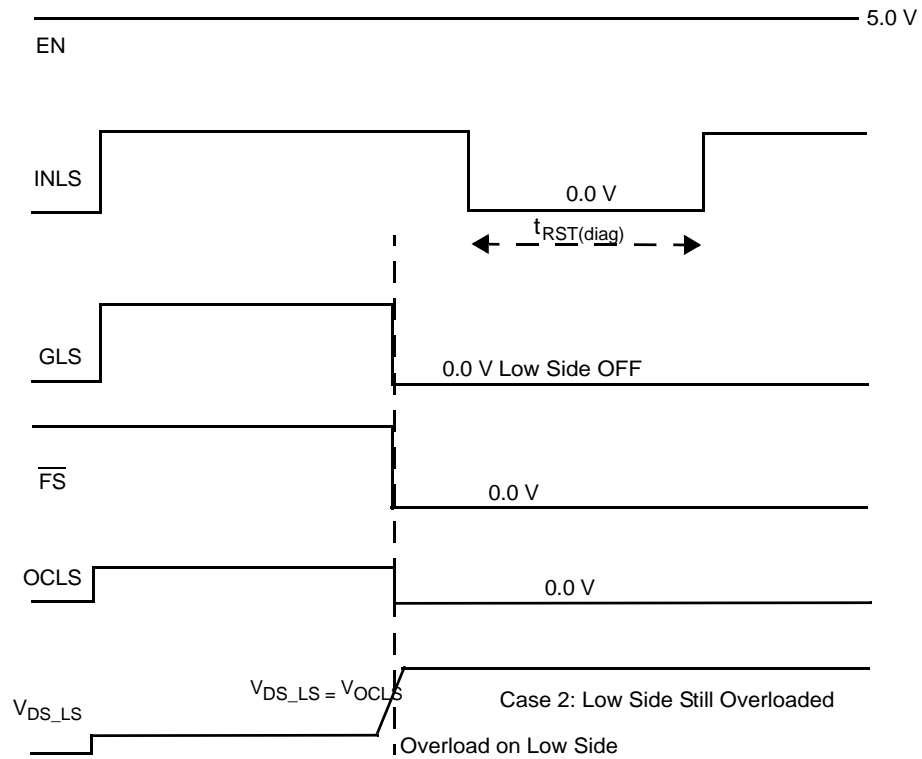 5.0 V
EN
INLS
0.0 V
tRST(diag)
GLS
0.0 V Low Side OFF
FS
0.0 V
OCLS
0.0 V
VDS_LS = VOCLS
Case 2: Low Side Still Overloaded
VDS_LS
Overload on Low Side